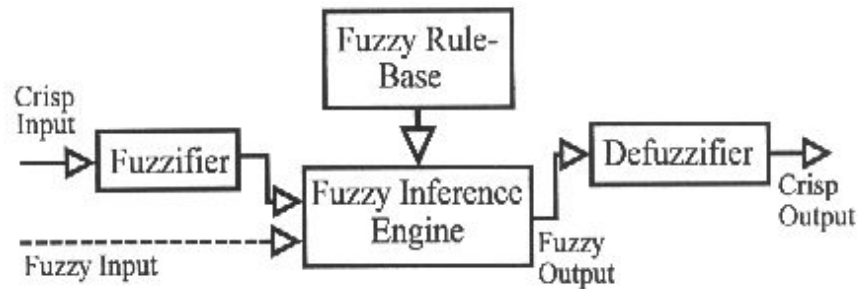 Fuzzy Rule-
Base
Crisp
Input
Fuzzifier
Fuzzy Inference
Engine
Defuzzifier
Crisp
Output
Fuzzy Input
Fuzzy
Output